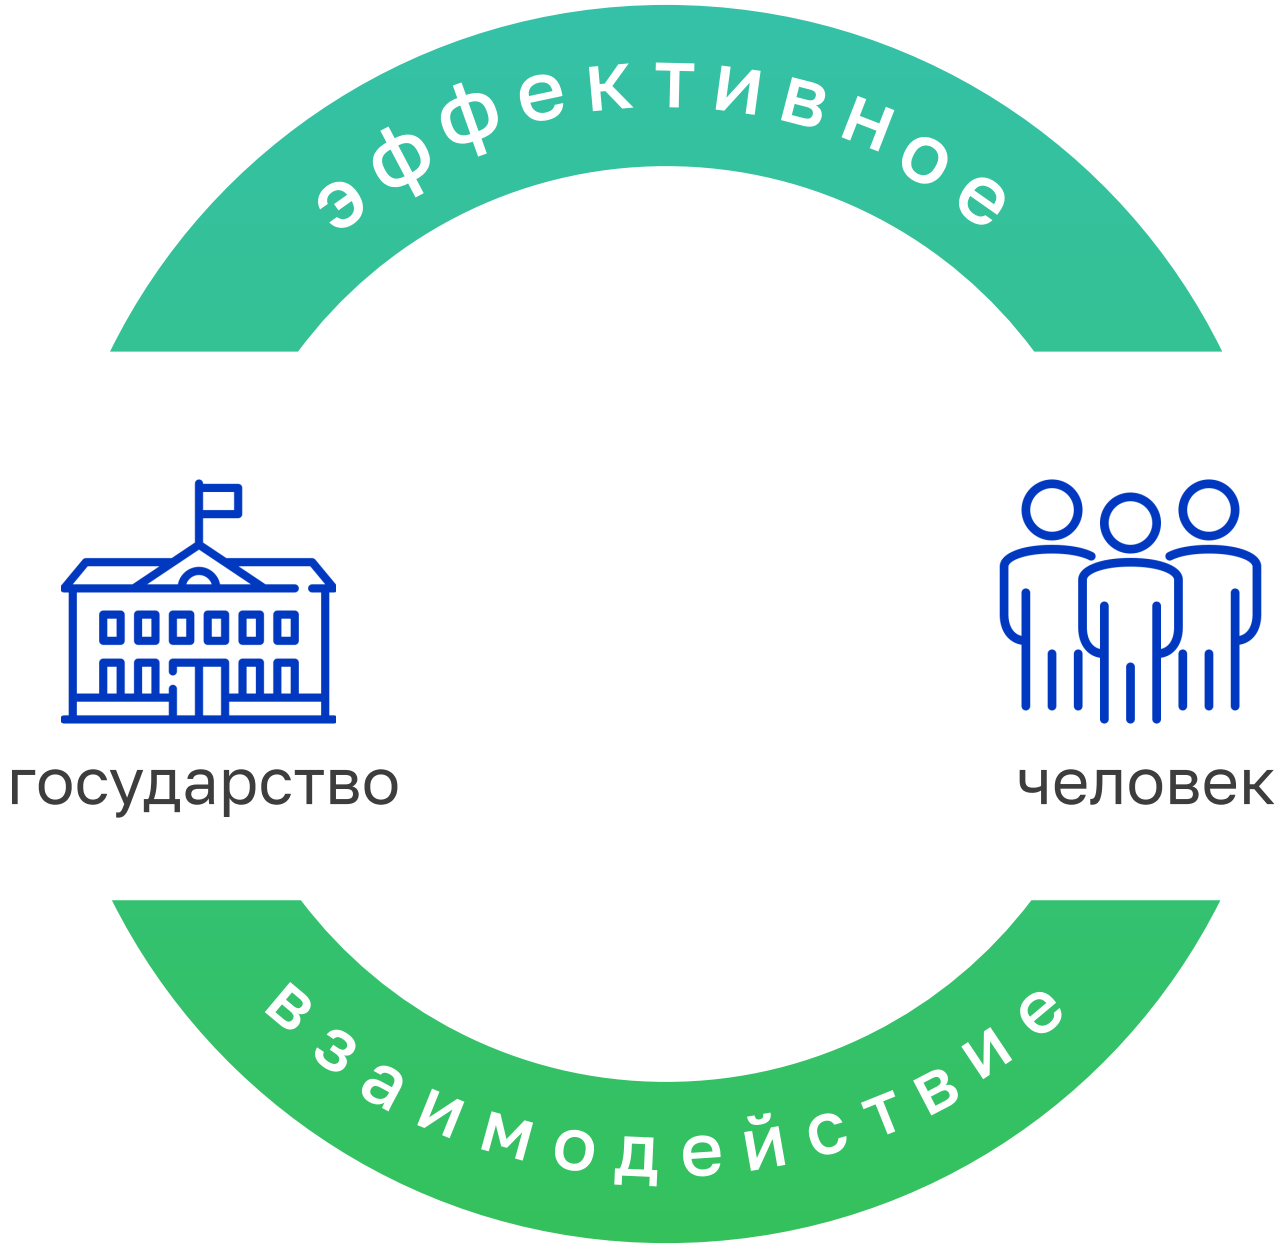 эффективное
государство
человек
взаимодействие